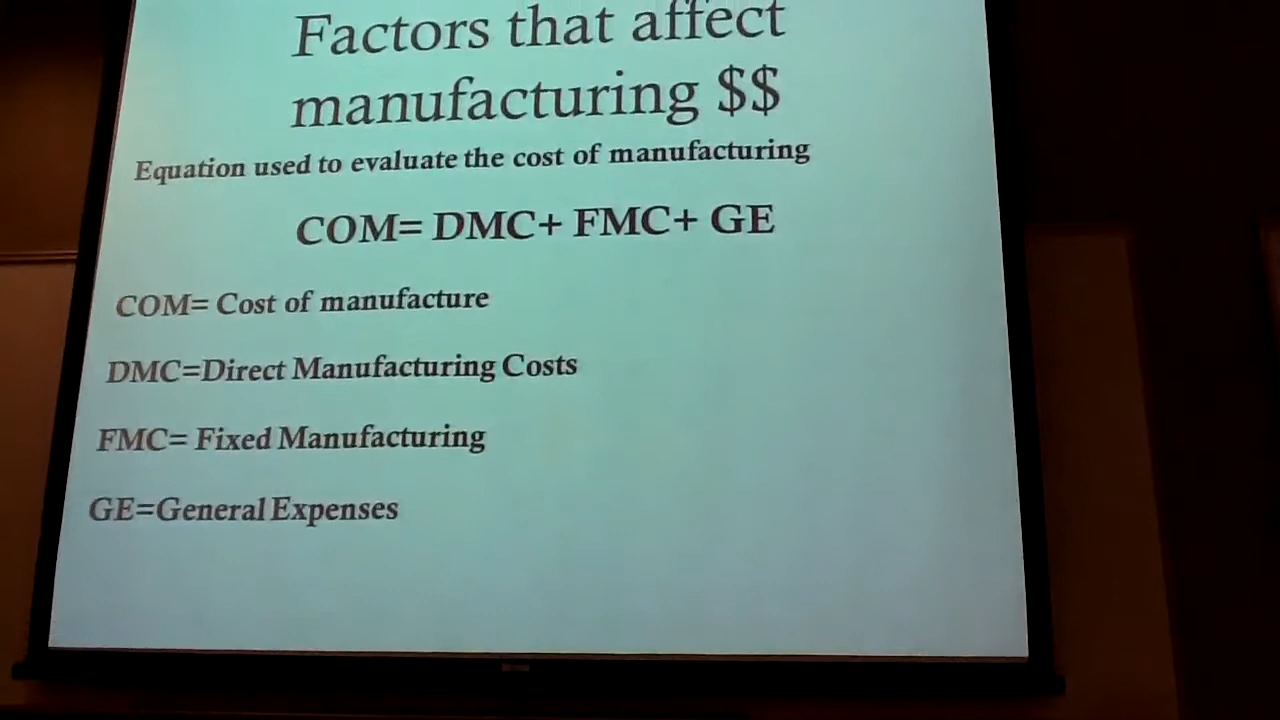 Factors that affect
manufacturing $$
Equation used to evaluate the cost of manufacturing
COM= DMC+ FMC+ GE
COM= Cost of manufacture
DMC=Direct Manufacturing Costs
FMC= Fixed Manufacturing
GE=General Expenses